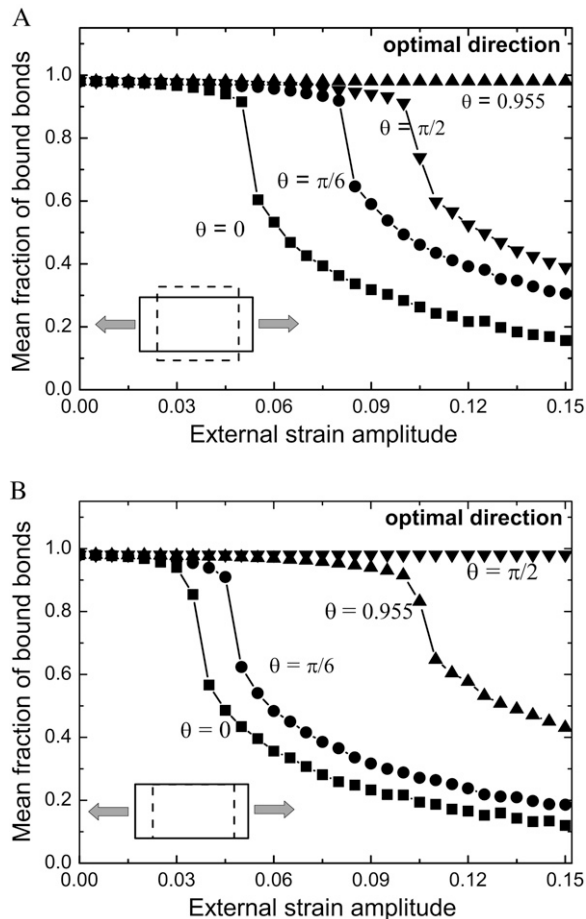 A
optimal direction
1.0
0.8
0.6
0.4
0.2
0.0
θ = 0.955
θ = π/2
θ = π/6
θ = 0
Mean fraction of bound bonds
0.00 0.03 0.06 0.09 0.12 0.15
External strain amplitude
B
optimal direction
1.0
0.8
0.6
0.4
0.2
0.0
θ = π/2
θ = 0.955
θ = π/6
θ = 0
Mean fraction of bound bonds
0.00 0.03 0.06 0.09 0.12 0.15
External strain amplitude